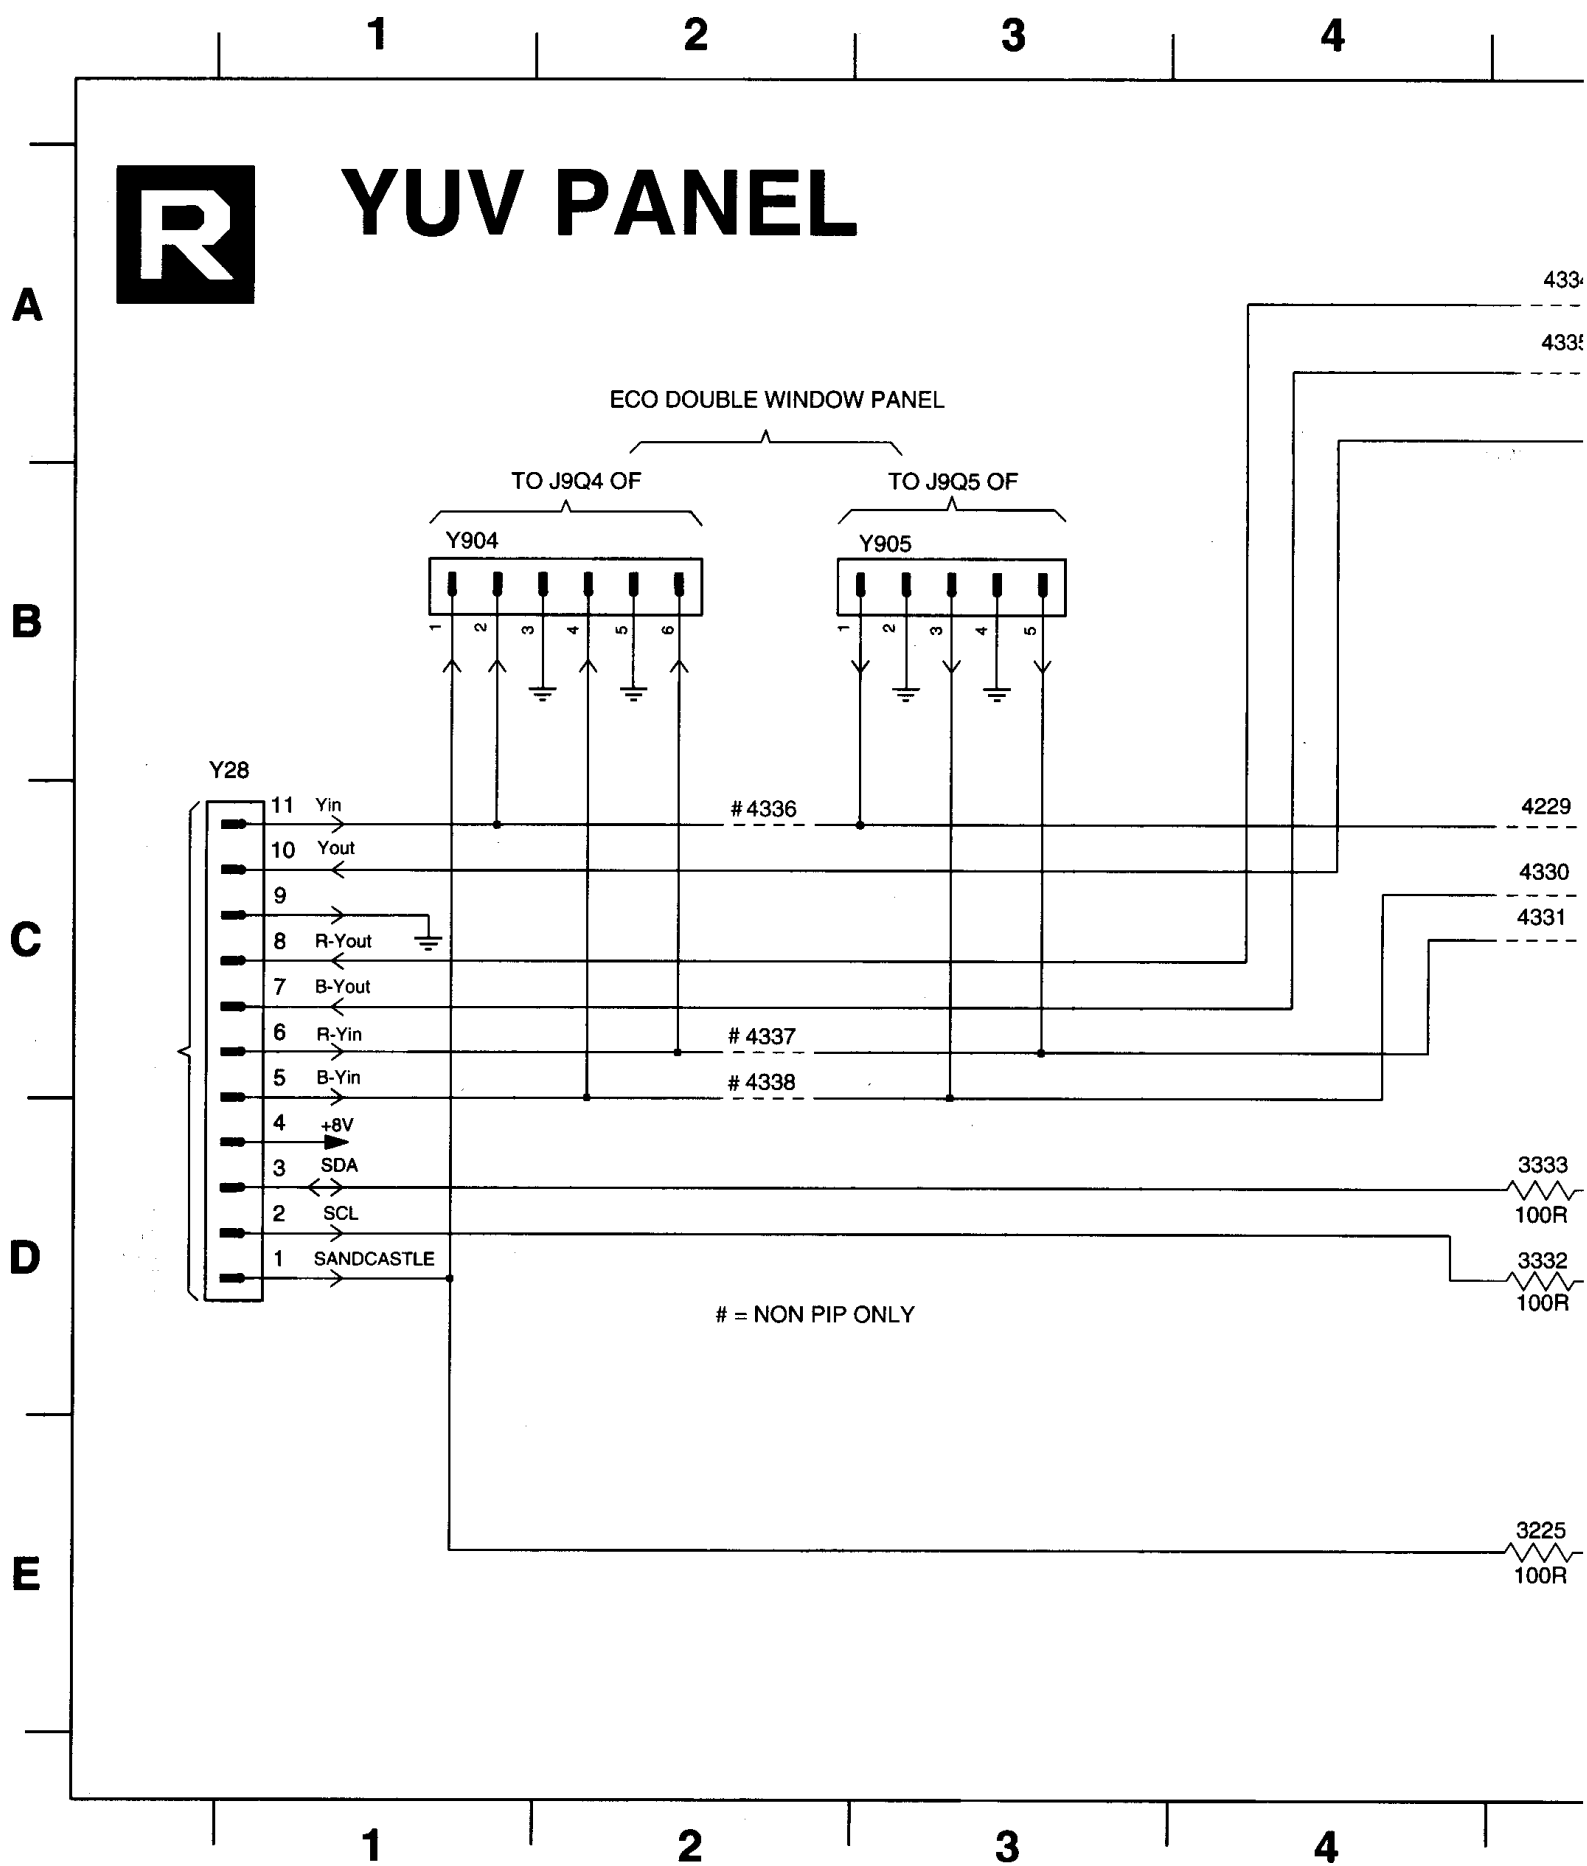 1 2 3 4
R YUV PANEL
A
4334
4335
ECO DOUBLE WINDOW PANEL
TO J9Q4 OF TO J9Q5 OF
Y904 Y905
B
1 2 3 4 5 6 1 2 3 4 5
Y28
11 Yin # 4336 4229
10 Yout
4330
9
C
4331
8 R-Yout
7 B-Yout
6 R-Yin # 4337
5 B-Yin # 4338
4 +8V
3 SDA 3333
100R
2 SCL
D
1 SANDCASTLE 3332
100R
# = NON PIP ONLY
3225
E
100R
1 2 3 4